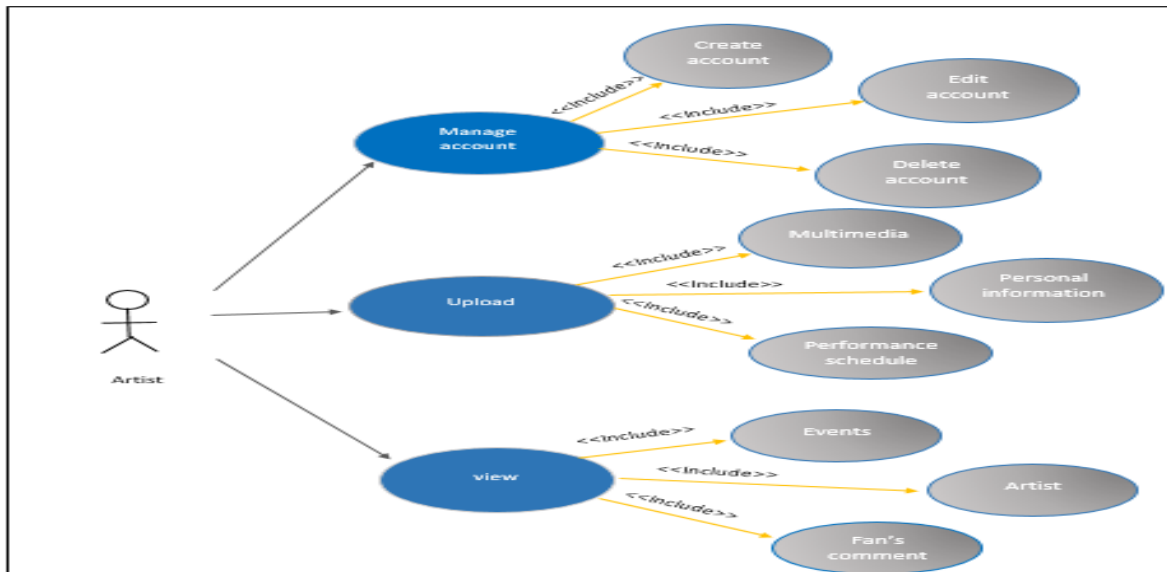 Create
account
<<Include>>
Edit
account
<<Include>>
Manage
account
<<Include>>
Delete
account
Multimedia
<<Include>>
Personal
information
<<Include>>
Upload
<<Include>>
Performance
schedule
Artist
Events
<<Include>>
view
<<Include>>
Artist
<<Include>>
Fan's
comment